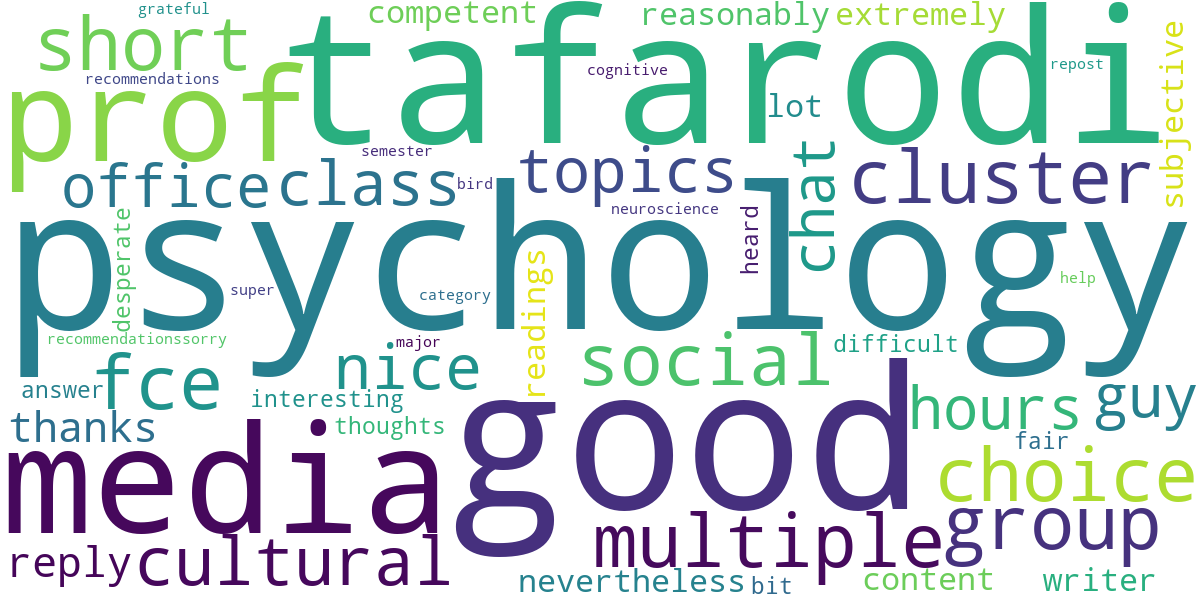 grateful
competent
reasonably
extremely
short
tafarodi
subjective
prof
recommendations
cognitive
repost
lot
semester
office
class
bird
topics
chat
cluster
psychology
neuroscience
heard
desperate
super
category
readings
help
recommendationssorry
major
difficult
fce
nice
social
answer
interesting
good
hours
guy
thanks
thoughts
fair
media
choice
multiple
group
reply
cultural
nevertheless
bit
content
writer